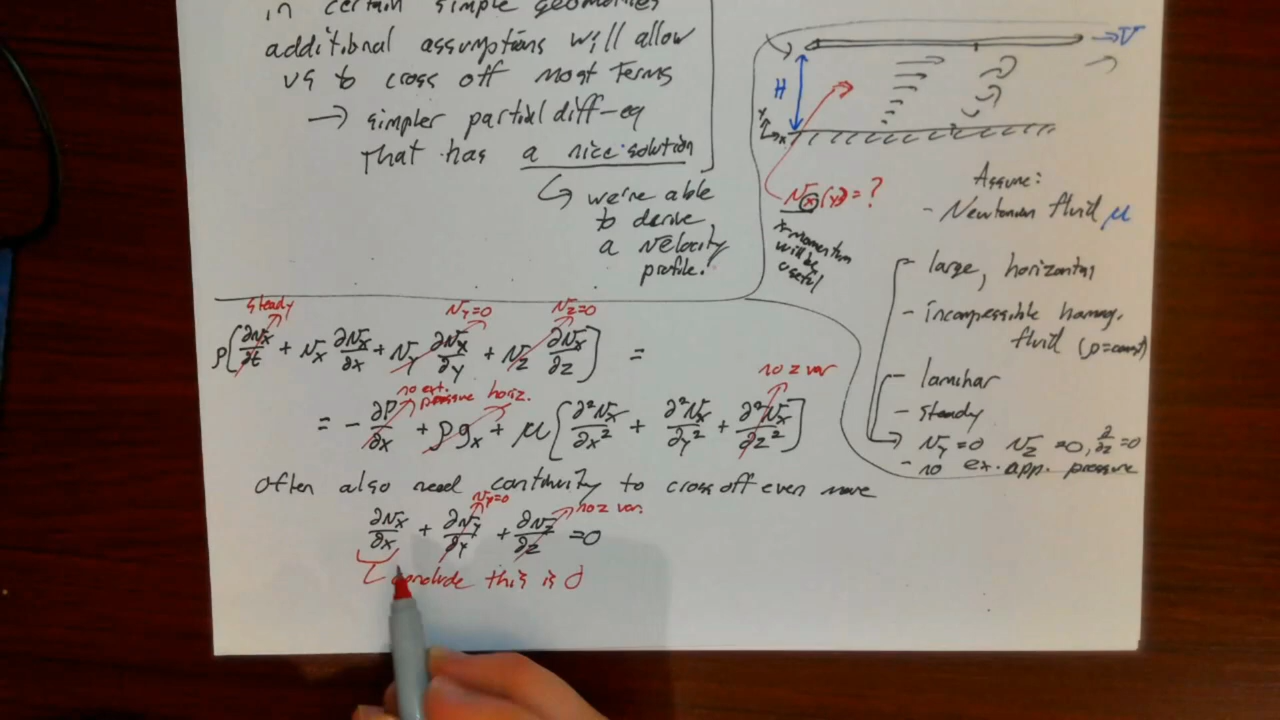 in certain simple geometries
additional assumptions will allow
us to cross off most terms
→ simpler partial diff-eq
that has a nice solution
↳ we're able
to derive
a velocity
profile.
→ V
H
y
z
x
Vx(y)=?
x-momentum
will be
useful
Assume:
- Newtonian fluid μ
- large, horizontal
- incompressible homog.
fluid (ρ=const)
- laminar
- steady
→ Vy=0 Vz=0, ∂/∂z=0
- no ex. app. pressure
steady Vy=0 Vz=0
ρ[∂Vx/∂t + Vx ∂Vx/∂x + Vy ∂Vx/∂y + Vz ∂Vx/∂z] =
no ext. pressure horiz. no z var
= -∂P/∂x + ρgx + μ[∂²Vx/∂x² + ∂²Vx/∂y² + ∂²Vx/∂z²]
Often also need continuity to cross off even more
Vy=0 no z var.
∂Vx/∂x + ∂Vy/∂y + ∂Vz/∂z = 0
conclude this is 0